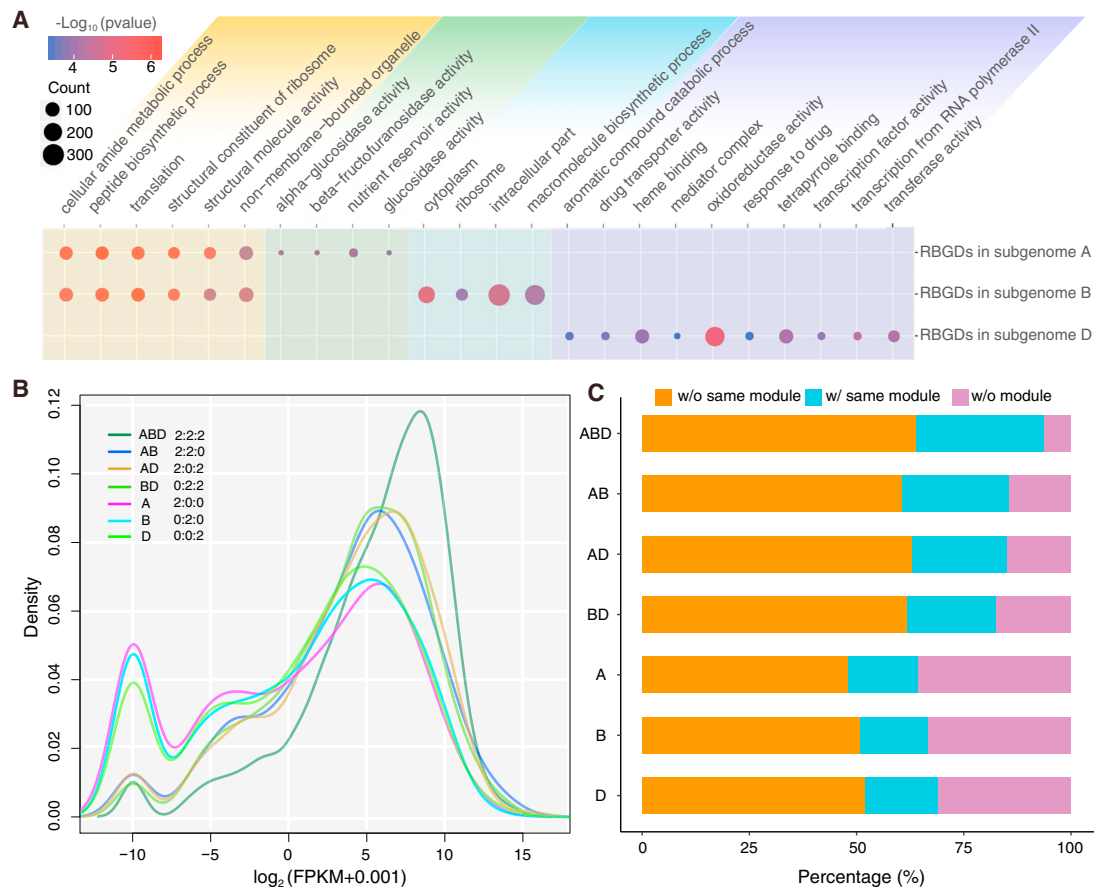 A
-Log10 (pvalue)
4 5 6
Count
100
200
300
cellular amide metabolic process
peptide biosynthetic process
translation
structural constituent of ribosome
structural molecule activity
non-membrane-bounded organelle
alpha-glucosidase activity
beta-fructofuranosidase activity
nutrient reservoir activity
glucosidase activity
cytoplasm
ribosome
intracellular part
macromolecule biosynthetic process
aromatic compound catabolic process
drug transporter activity
heme binding
mediator complex
oxidoreductase activity
response to drug
tetrapyrrole binding
transcription factor activity
transcription from RNA polymerase II
transferase activity
RBGDs in subgenome A
RBGDs in subgenome B
RBGDs in subgenome D
B
Density
0.12
0.10
0.08
0.06
0.04
0.02
0.00
ABD 2:2:2
AB 2:2:0
AD 2:0:2
BD 0:2:2
A 2:0:0
B 0:2:0
D 0:0:2
−10 −5 0 5 10 15
log2 (FPKM+0.001)
C
w/o same module w/ same module w/o module
ABD
AB
AD
BD
A
B
D
0 25 50 75 100
Percentage (%)